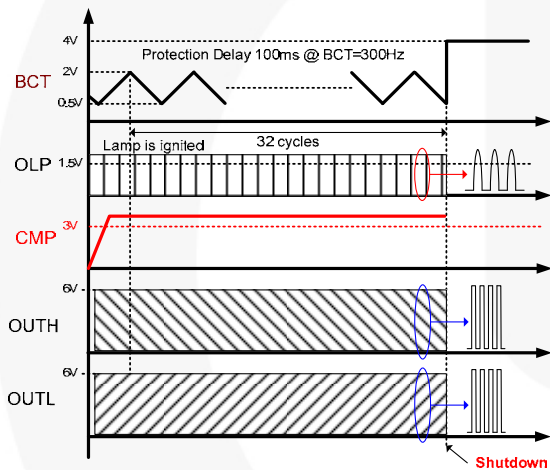 4V
Protection Delay 100ms @ BCT=300Hz
BCT
2V
0.5V
Lamp is ignited
32 cycles
OLP
1.5V
CMP
3V
6V
OUTH
6V
OUTL
Shutdown